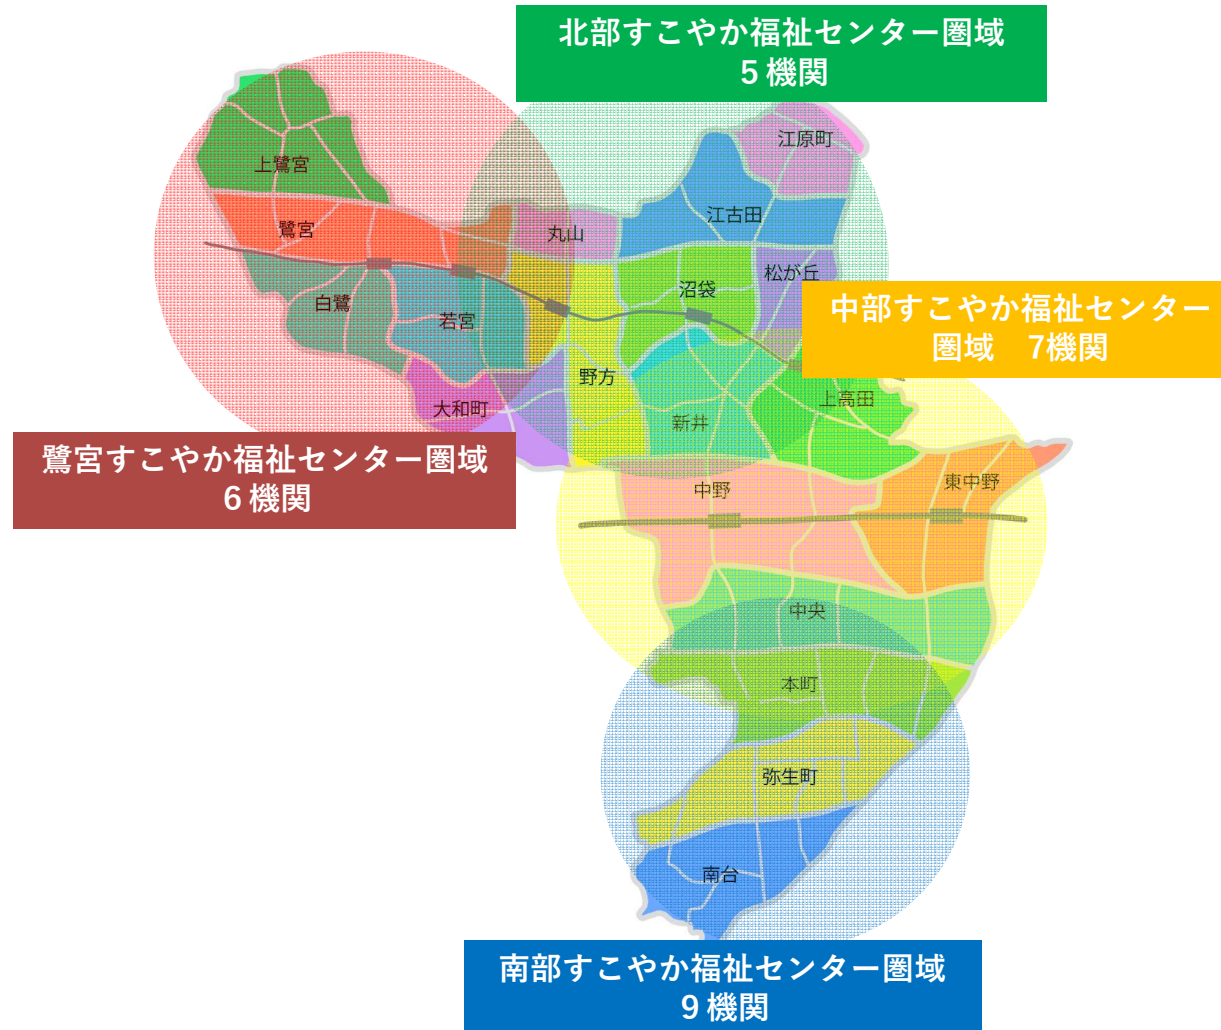 北部すこやか福祉センター圏域
５機関
江原町
上鷺宮
江古田
鷺宮
丸山
松が丘
沼袋
白鷺
若宮
中部すこやか福祉センター
圏域　7機関
野方
上高田
大和町
新井
鷺宮すこやか福祉センター圏域
６機関
中野
東中野
中央
本町
弥生町
南台
南部すこやか福祉センター圏域
９機関